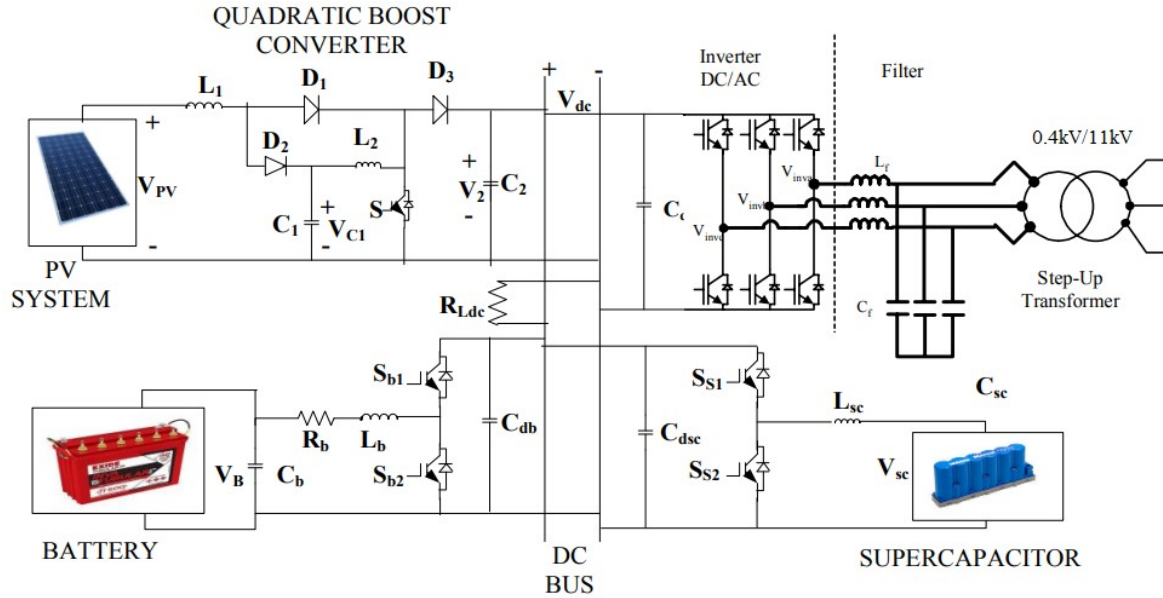 QUADRATIC BOOST
CONVERTER
L1
D1
D3
D2
L2
+
VPV
-
C1
+
VC1
-
S
+
V2
-
C2
PV
SYSTEM
+ -
Vdc
Inverter
DC/AC
Filter
Vinva
Vinvb
Vinvc
Lf
Cf
0.4kV/11kV
Step-Up
Transformer
RLdc
Sb1
Sb2
Rb
Lb
VB
Cb
Cdb
EXIDE
BATTERY
DC
BUS
Cdsc
SS1
SS2
Lsc
Csc
Vsc
SUPERCAPACITOR